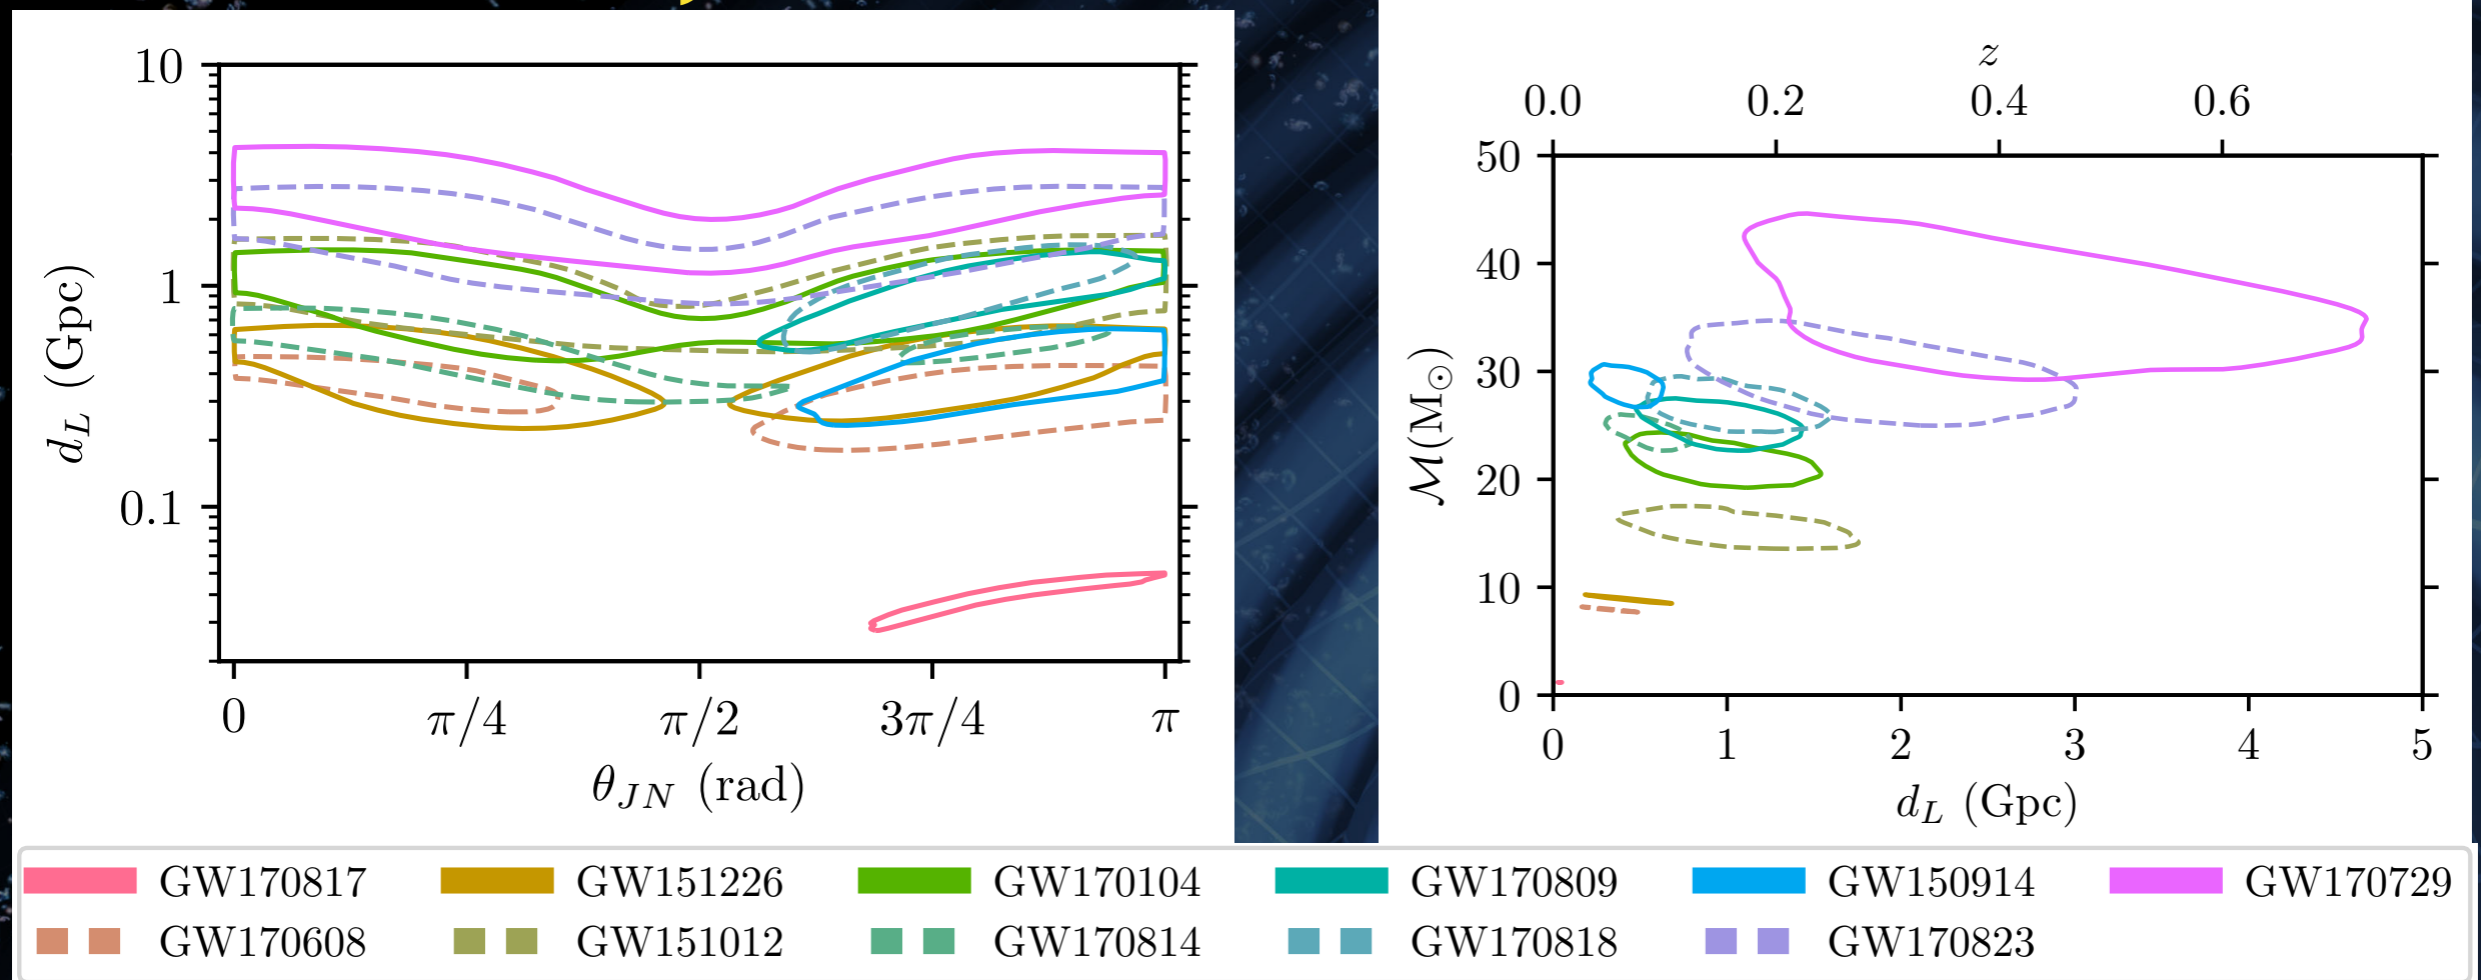 10
1
0.1
d_L (Gpc)
0 π/4 π/2 3π/4 π
θ_JN (rad)
z
0.0 0.2 0.4 0.6
50
40
30
20
10
0
ℳ(M⊙)
0 1 2 3 4 5
d_L (Gpc)
GW170817 GW151226 GW170104 GW170809 GW150914 GW170729
GW170608 GW151012 GW170814 GW170818 GW170823